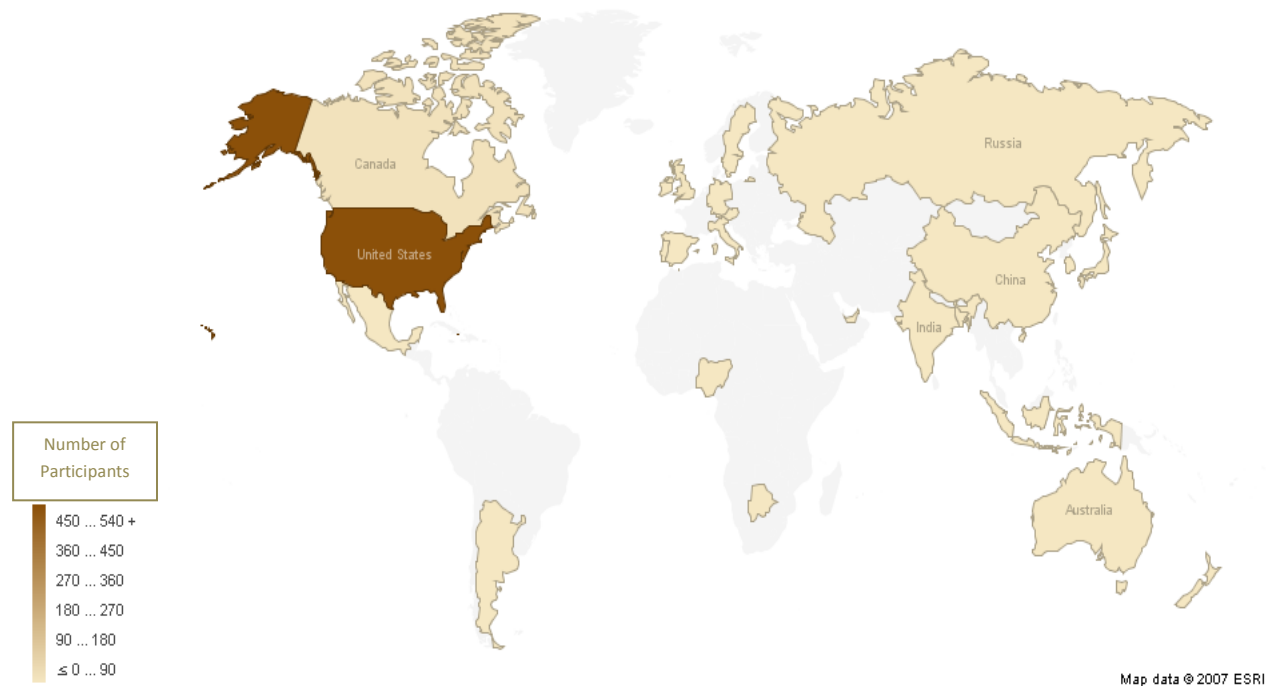 Canada
Russia
United States
China
India
Australia
Number of
Participants
450 ... 540 +
360 ... 450
270 ... 360
180 ... 270
90 ... 180
≤ 0 ... 90
Map data © 2007 ESRI